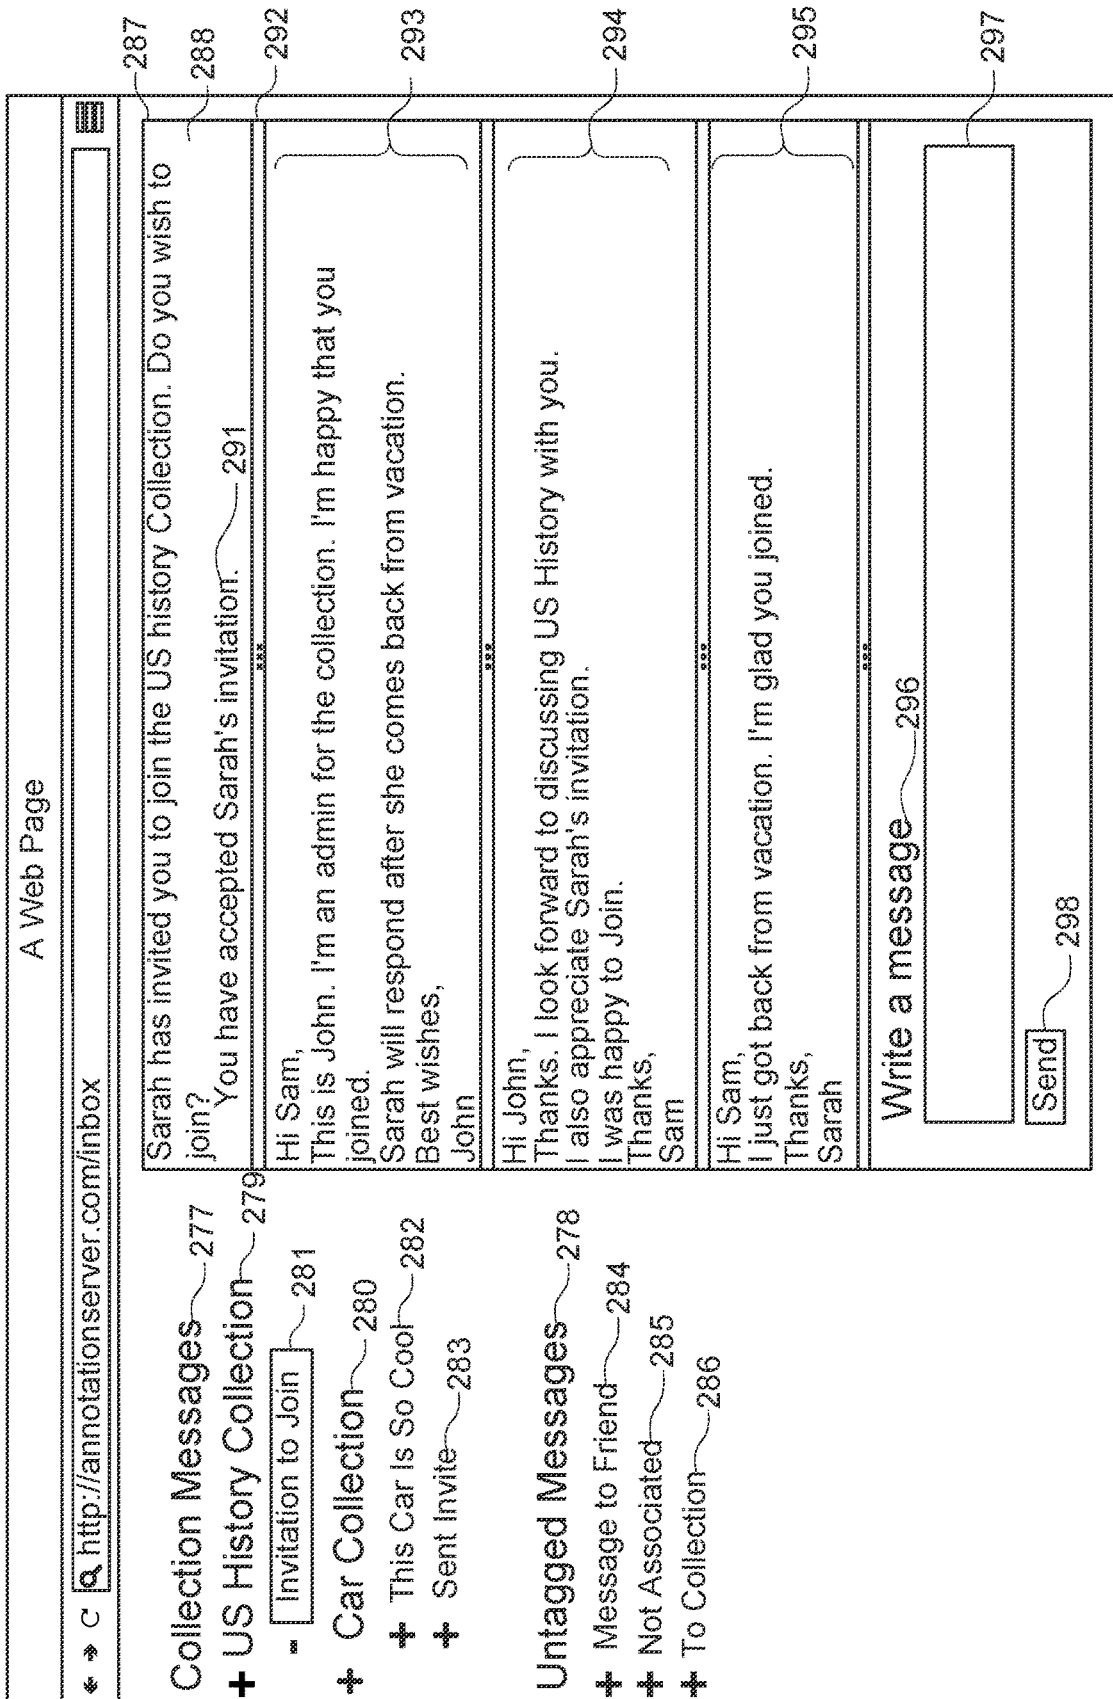 A Web Page
http://annotationserver.com/inbox
Collection Messages 277
+ US History Collection 279
- Invitation to Join 281
+ Car Collection 280
+ This Car Is So Cool 282
+ Sent Invite 283
Untagged Messages 278
+ Message to Friend 284
+ Not Associated 285
+ To Collection 286
287
Sarah has invited you to join the US history Collection. Do you wish to
join?
288
You have accepted Sarah's invitation. 291
292
Hi Sam,
This is John. I'm an admin for the collection. I'm happy that you
joined.
Sarah will respond after she comes back from vacation.
Best wishes,
John
293
Hi John,
Thanks. I look forward to discussing US History with you.
I also appreciate Sarah's invitation.
I was happy to Join.
Thanks,
Sam
294
Hi Sam,
I just got back from vacation. I'm glad you joined.
Thanks,
Sarah
295
Write a message 296
297
Send 298